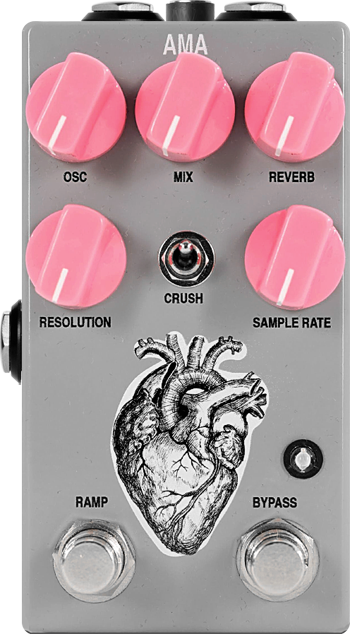 AMA
OSC MIX REVERB
CRUSH
RESOLUTION SAMPLE RATE
RAMP BYPASS